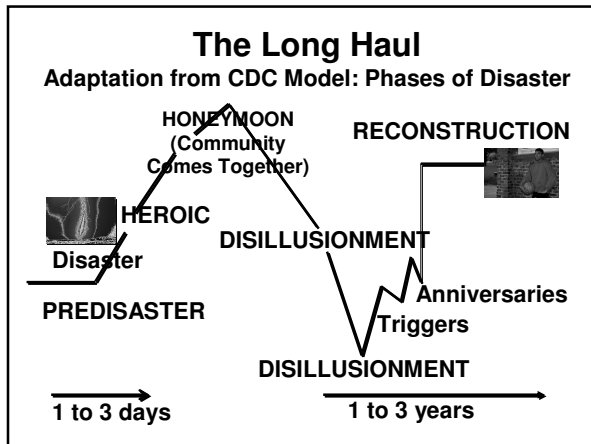 The Long Haul
Adaptation from CDC Model: Phases of Disaster
HONEYMOON
(Community
Comes Together)
RECONSTRUCTION
HEROIC
DISILLUSIONMENT
Disaster
PREDISASTER
Anniversaries
Triggers
DISILLUSIONMENT
1 to 3 days
1 to 3 years